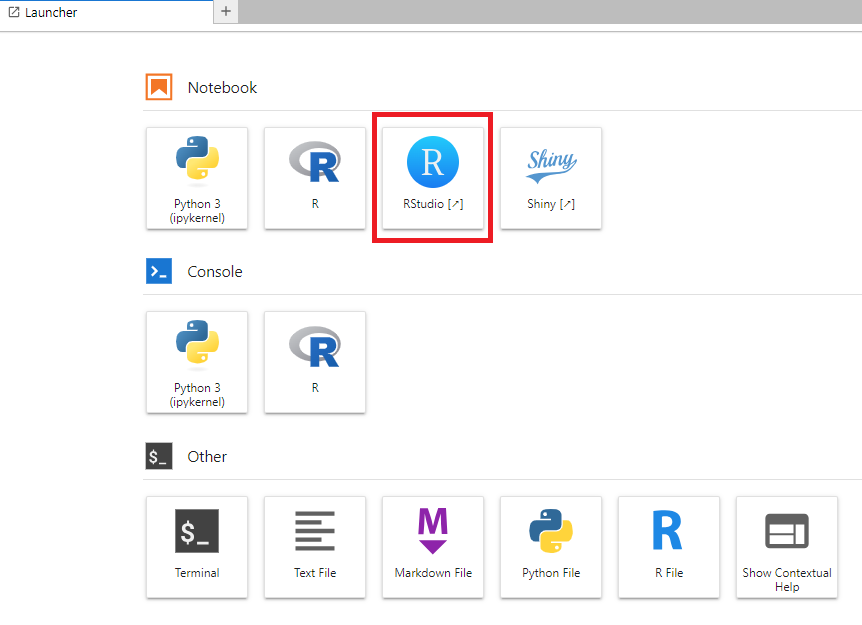 Launcher
+
Notebook
Python 3
(ipykernel)
R
R
RStudio [↗]
Shiny
Shiny [↗]
>_
Console
Python 3
(ipykernel)
R
R
$_
Other
$_
Terminal
Text File
M
Markdown File
Python File
R
R File
Show Contextual
Help